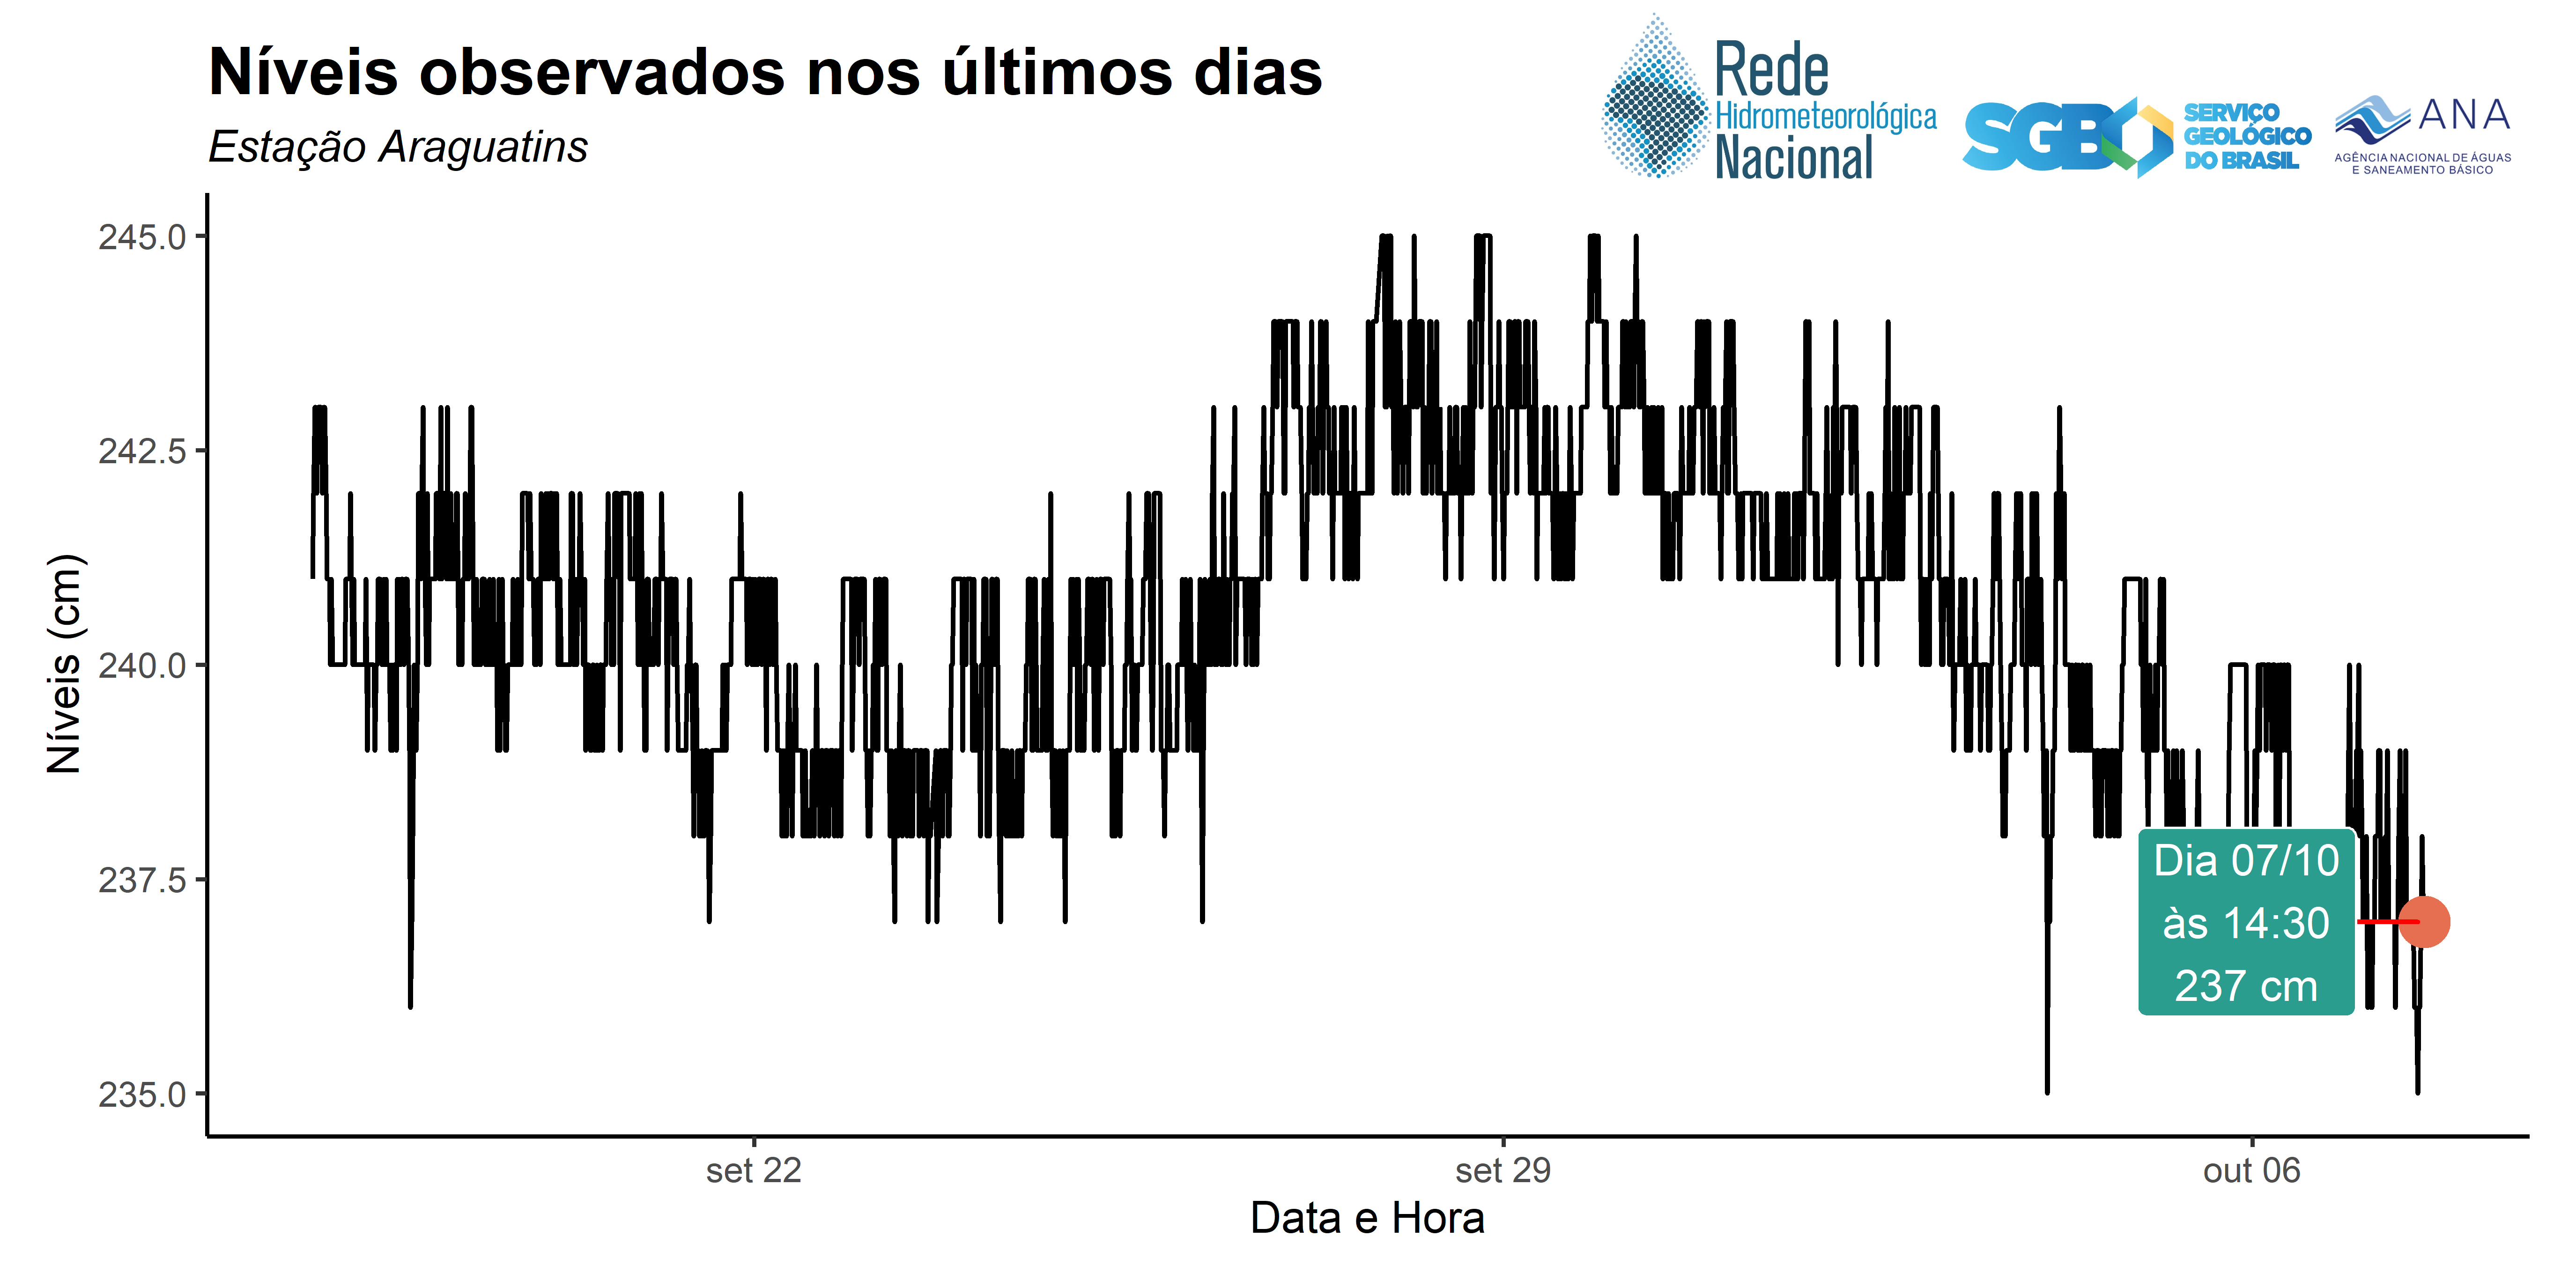 Níveis observados nos últimos dias
Estação Araguatins
Rede
Hidrometeorológica
Nacional
SGB
SERVIÇO
GEOLÓGICO
DO BRASIL
ANA
AGÊNCIA NACIONAL DE ÁGUAS
E SANEAMENTO BÁSICO
245.0
242.5
240.0
237.5
235.0
Níveis (cm)
Dia 07/10
às 14:30
237 cm
set 22
set 29
out 06
Data e Hora